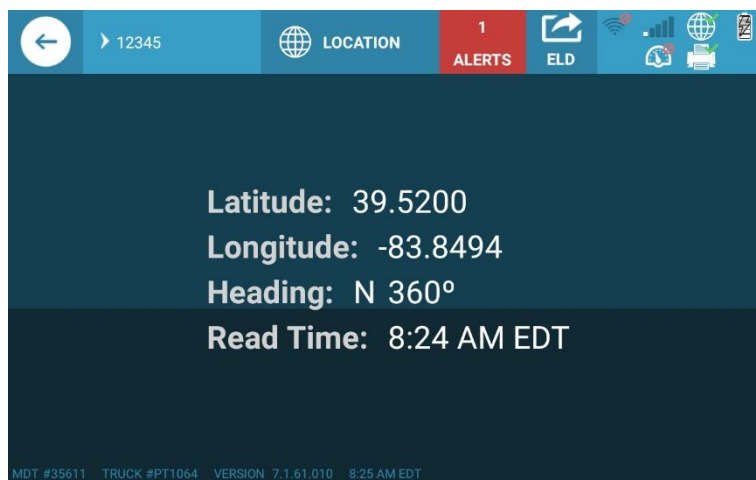 12345
LOCATION
1
ALERTS
ELD
Latitude: 39.5200
Longitude: -83.8494
Heading: N 360º
Read Time: 8:24 AM EDT
MDT #35611 TRUCK #PT1064 VERSION 7.1.61.010 8:25 AM EDT